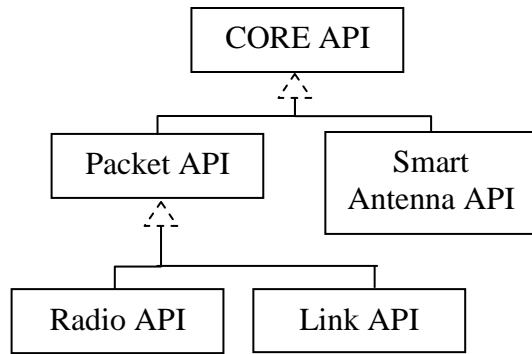 CORE API
Packet API
Smart
Antenna API
Radio API
Link API